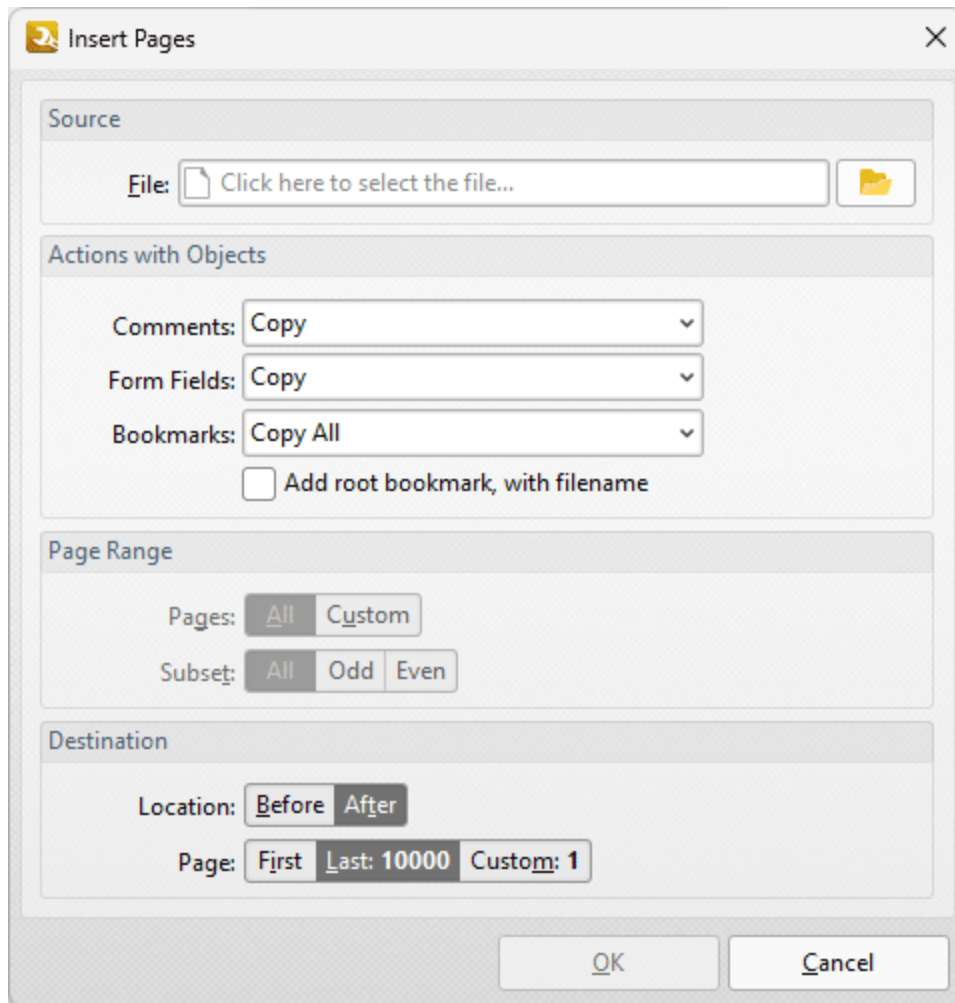 Insert Pages
Source
File: Click here to select the file...
Actions with Objects
Comments: Copy
Form Fields: Copy
Bookmarks: Copy All
Add root bookmark, with filename
Page Range
Pages: All Custom
Subset: All Odd Even
Destination
Location: Before After
Page: First Last: 10000 Custom: 1
OK Cancel